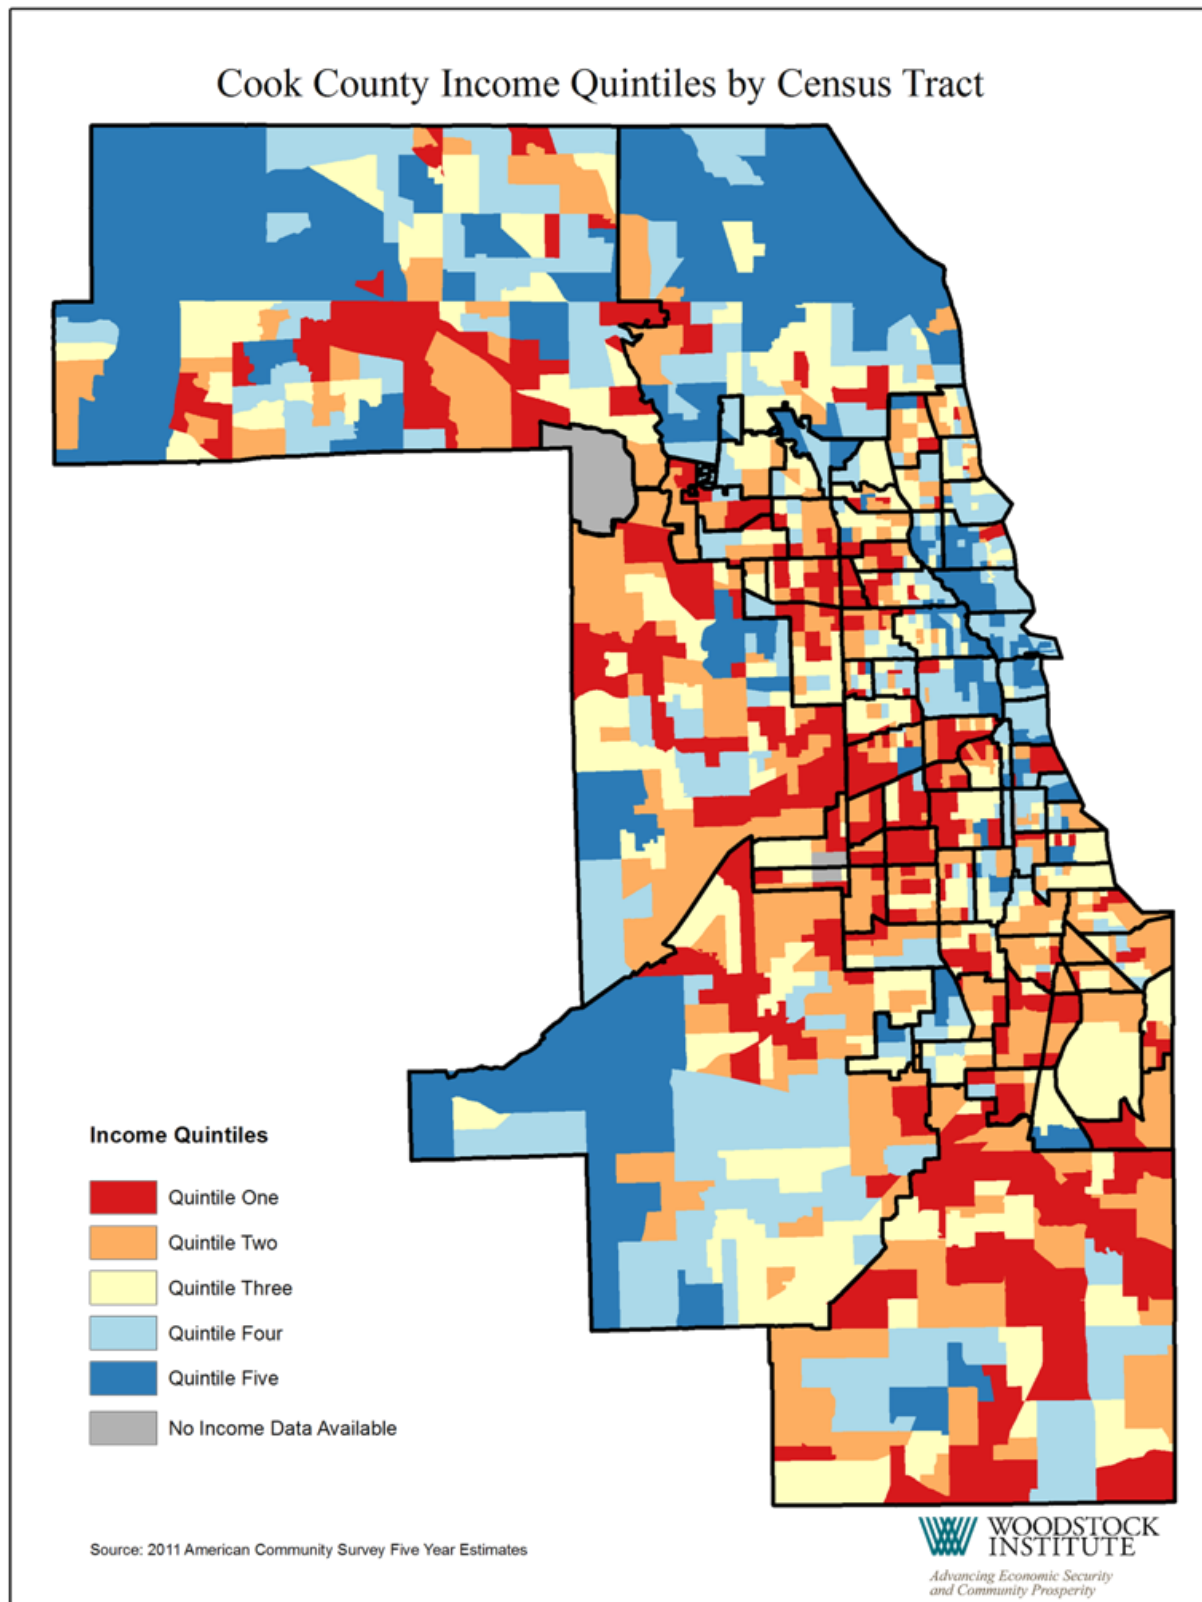 Cook County Income Quintiles by Census Tract
Income Quintiles
Quintile One
Quintile Two
Quintile Three
Quintile Four
Quintile Five
No Income Data Available
Source: 2011 American Community Survey Five Year Estimates
WOODSTOCK
INSTITUTE
Advancing Economic Security
and Community Prosperity